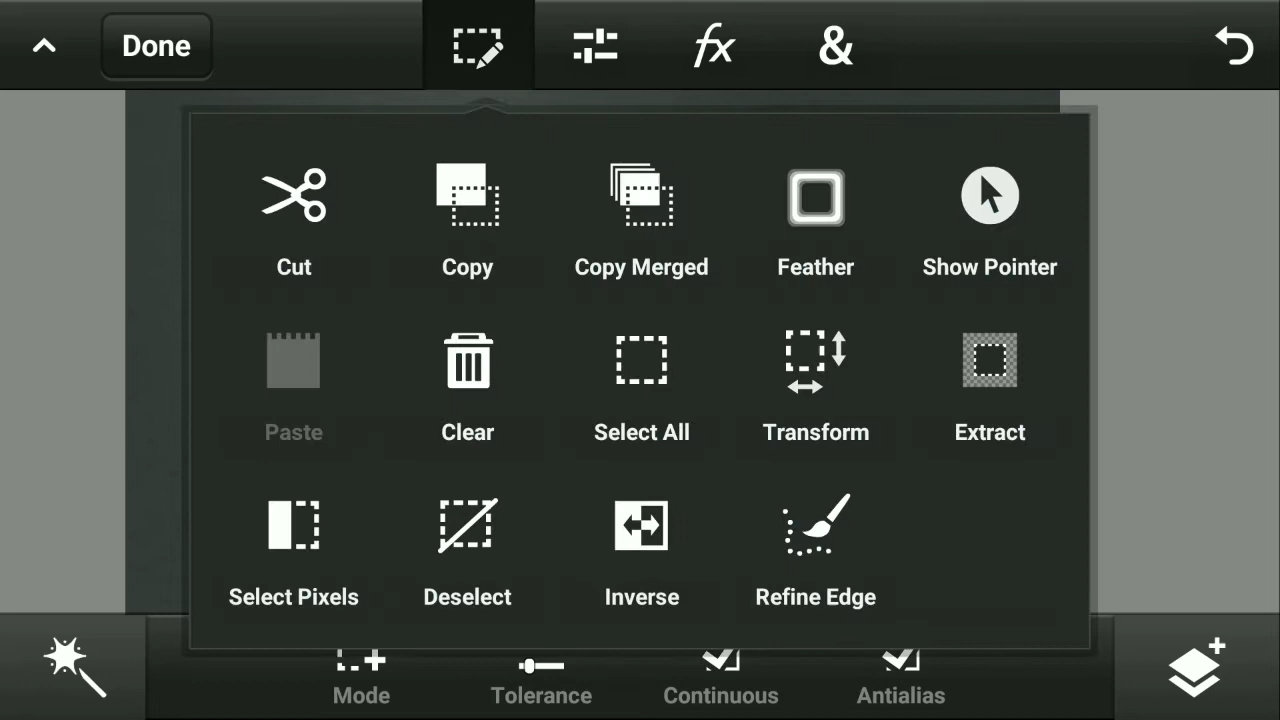 Done
fx
&
Cut
Copy
Copy Merged
Feather
Show Pointer
Paste
Clear
Select All
Transform
Extract
Select Pixels
Deselect
Inverse
Refine Edge
Mode
Tolerance
Continuous
Antialias